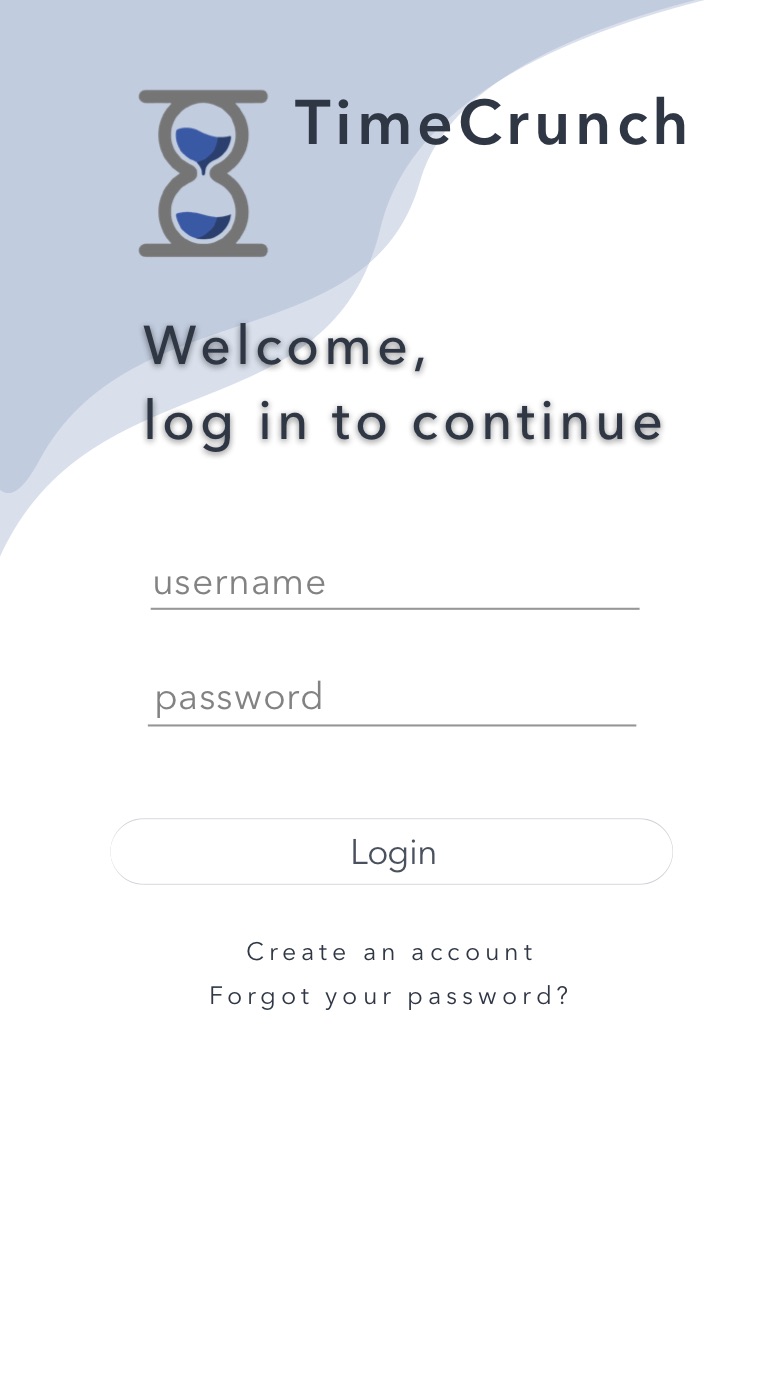 TimeCrunch
Welcome,
log in to continue
username
password
Login
Create an account
Forgot your password?